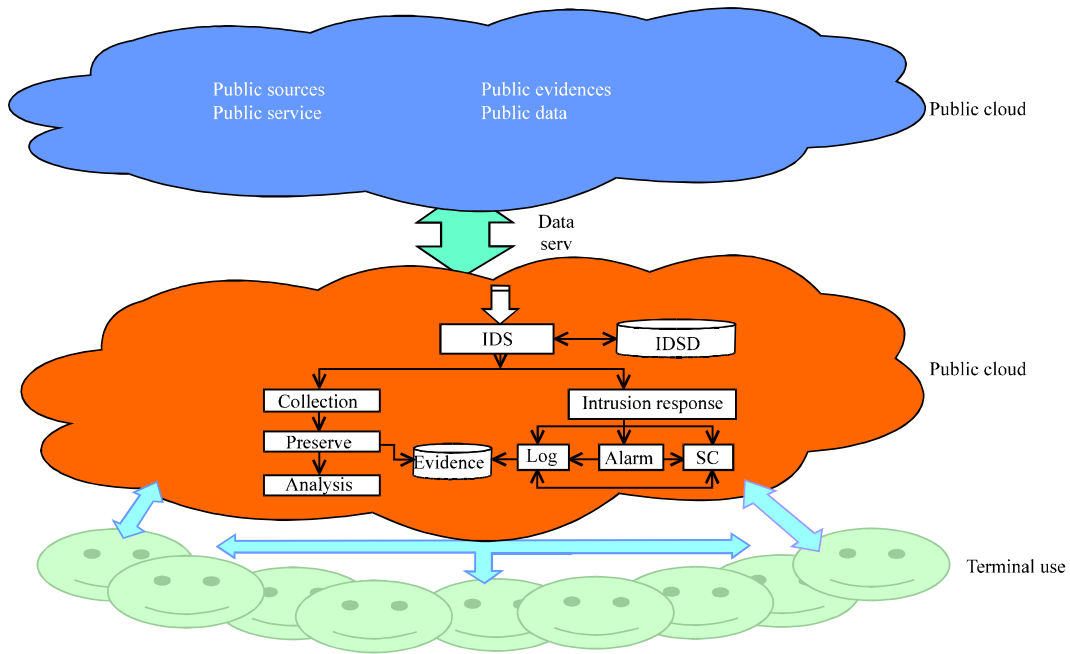 Public sources
Public service
Public evidences
Public data
Public cloud
Data
serv
IDS
IDSD
Public cloud
Collection
Intrusion response
Preserve
Evidence
Log
Alarm
SC
Analysis
Terminal use